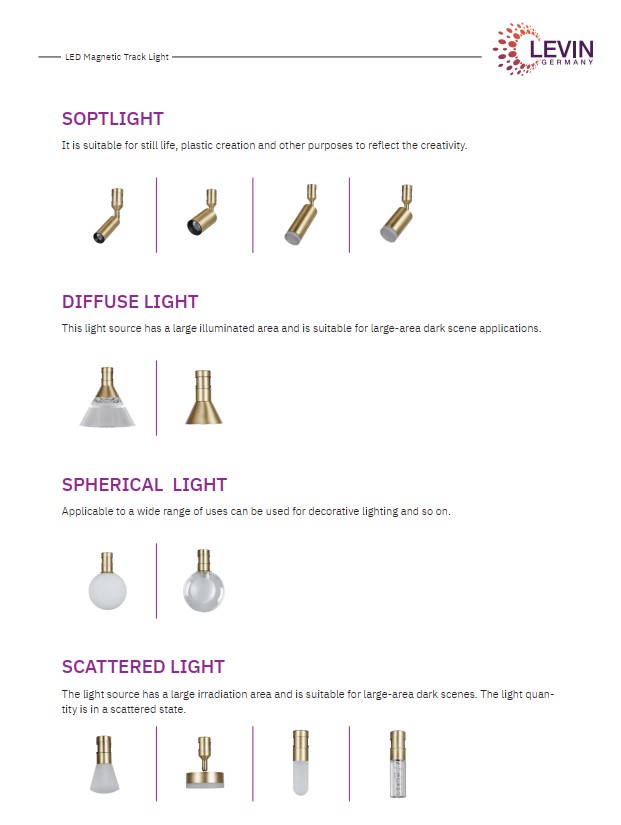 LED Magnetic Track Light
LEVIN
GERMANY
SOPTLIGHT
It is suitable for still life, plastic creation and other purposes to reflect the creativity.
DIFFUSE LIGHT
This light source has a large illuminated area and is suitable for large-area dark scene applications.
SPHERICAL  LIGHT
Applicable to a wide range of uses can be used for decorative lighting and so on.
SCATTERED LIGHT
The light source has a large irradiation area and is suitable for large-area dark scenes. The light quan-
tity is in a scattered state.